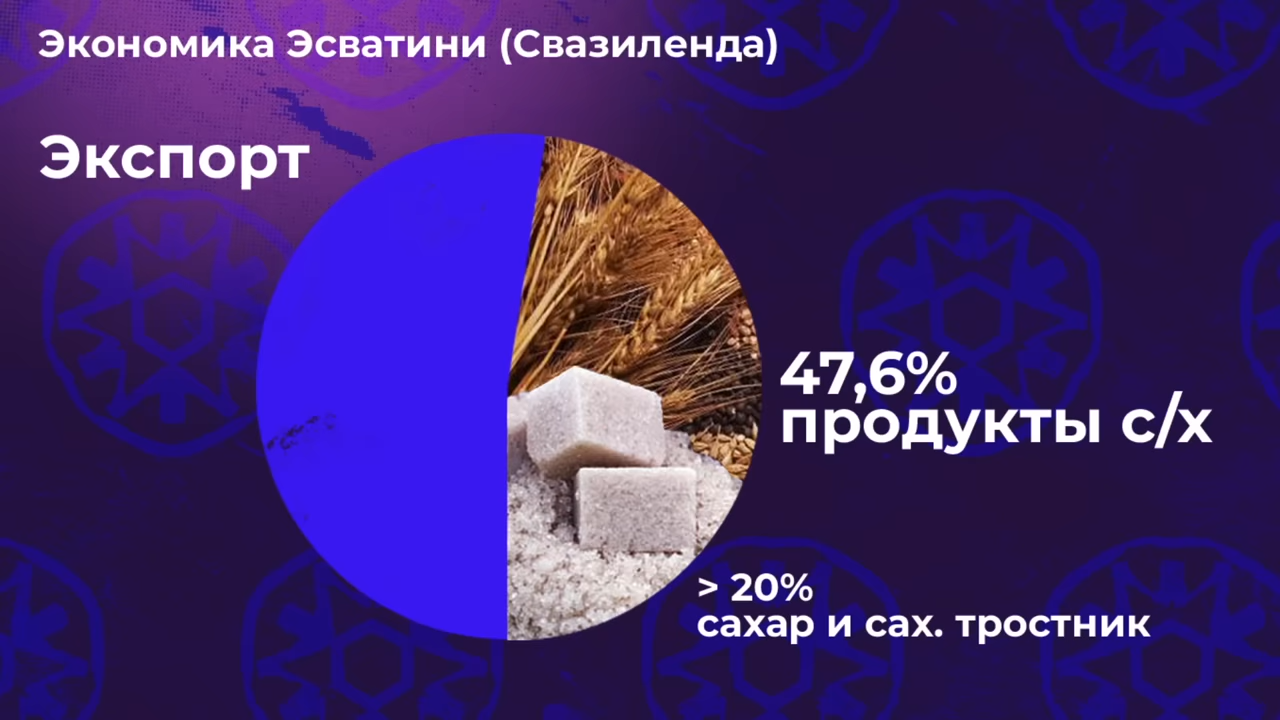 Экономика Эсватини (Свазиленда)
Экспорт
47,6%
продукты с/х
> 20%
сахар и сах. тростник